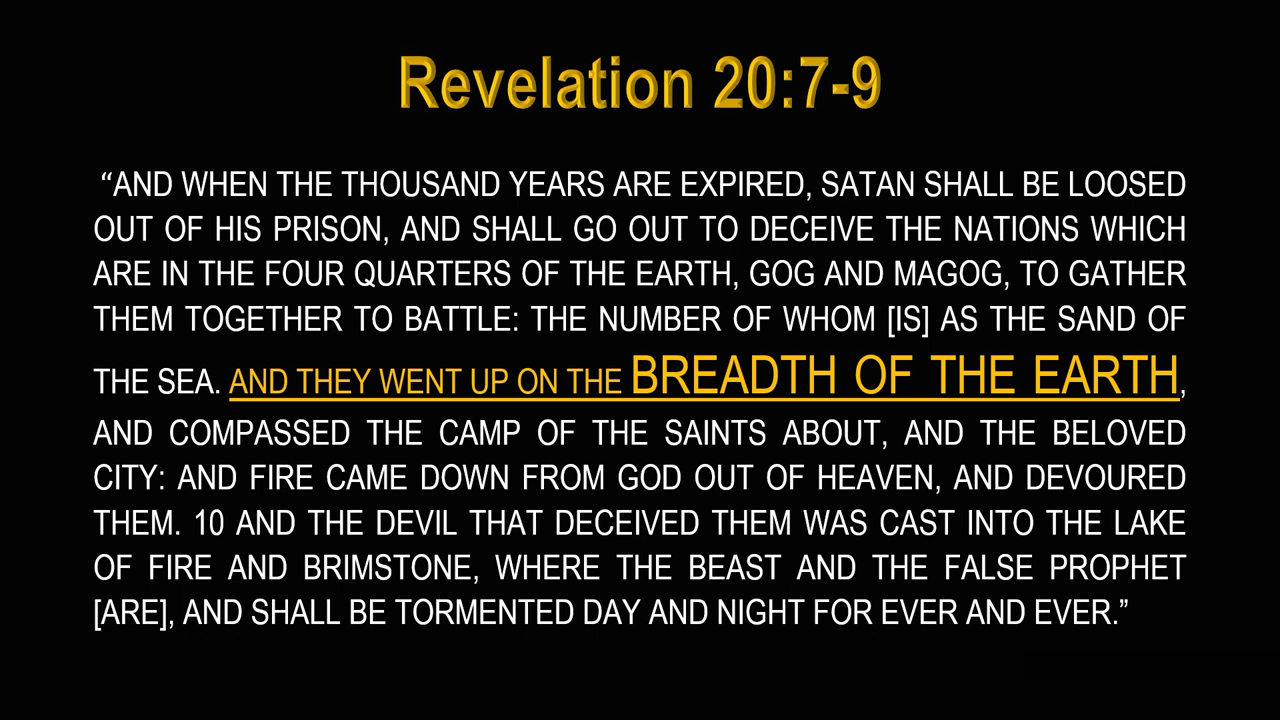 Revelation 20:7-9
“AND WHEN THE THOUSAND YEARS ARE EXPIRED, SATAN SHALL BE LOOSED
OUT OF HIS PRISON, AND SHALL GO OUT TO DECEIVE THE NATIONS WHICH
ARE IN THE FOUR QUARTERS OF THE EARTH, GOG AND MAGOG, TO GATHER
THEM TOGETHER TO BATTLE: THE NUMBER OF WHOM [IS] AS THE SAND OF
THE SEA. AND THEY WENT UP ON THE BREADTH OF THE EARTH,
AND COMPASSED THE CAMP OF THE SAINTS ABOUT, AND THE BELOVED
CITY: AND FIRE CAME DOWN FROM GOD OUT OF HEAVEN, AND DEVOURED
THEM. 10 AND THE DEVIL THAT DECEIVED THEM WAS CAST INTO THE LAKE
OF FIRE AND BRIMSTONE, WHERE THE BEAST AND THE FALSE PROPHET
[ARE], AND SHALL BE TORMENTED DAY AND NIGHT FOR EVER AND EVER.”